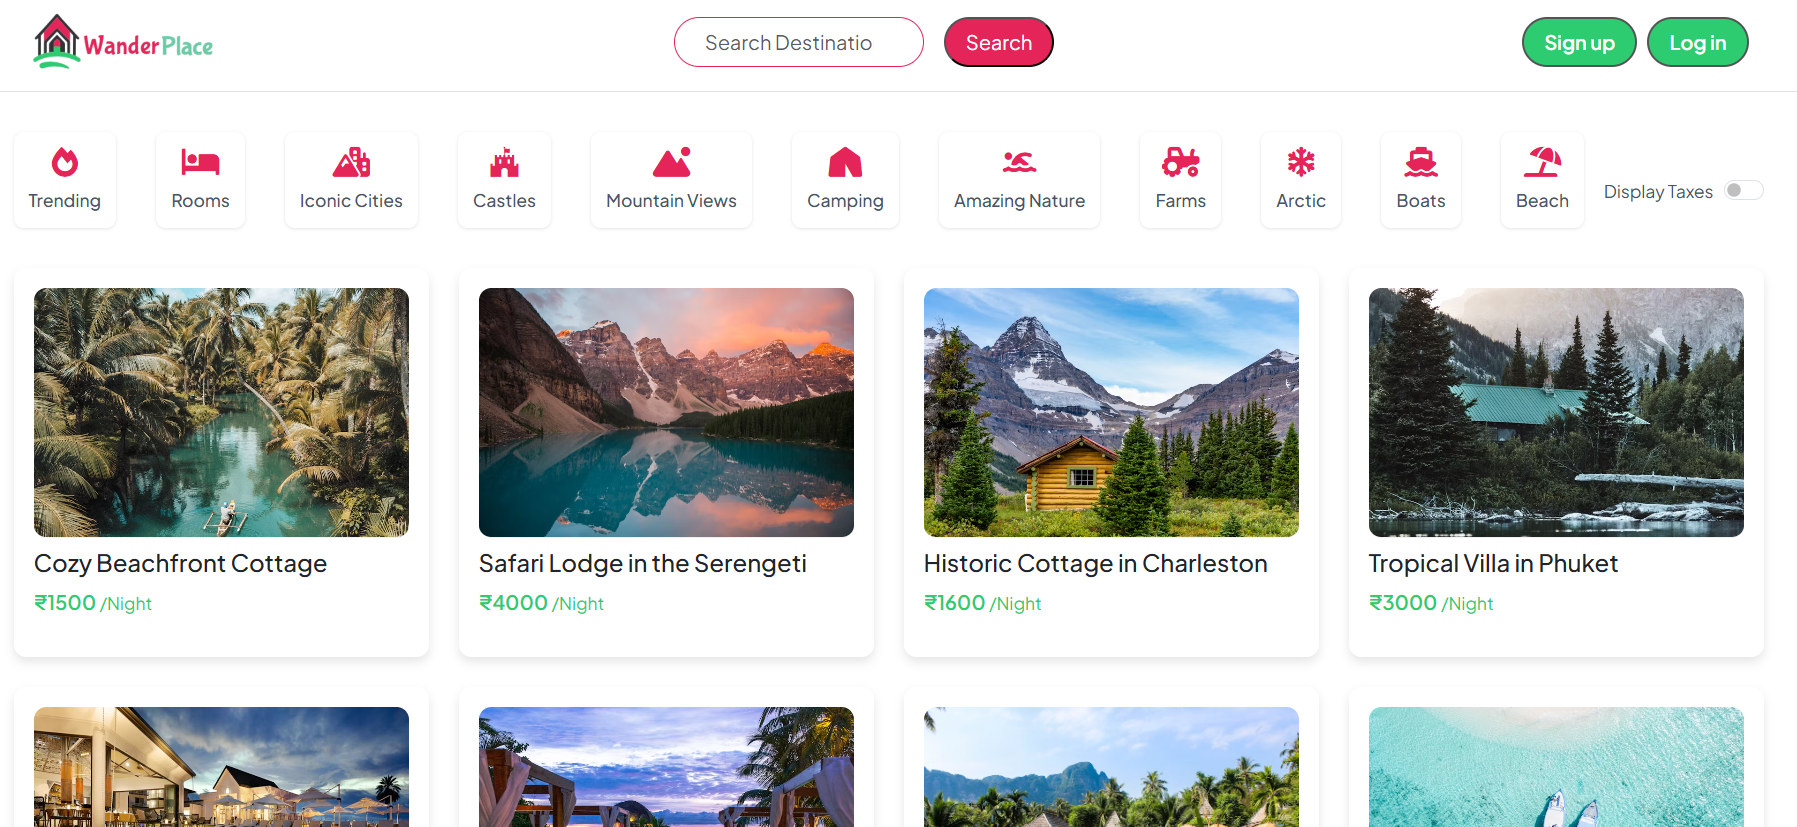 WanderPlace
Search Destinatio
Search
Sign up
Log in
Trending
Rooms
Iconic Cities
Castles
Mountain Views
Camping
Amazing Nature
Farms
Arctic
Boats
Beach
Display Taxes
Cozy Beachfront Cottage
₹1500 /Night
Safari Lodge in the Serengeti
₹4000 /Night
Historic Cottage in Charleston
₹1600 /Night
Tropical Villa in Phuket
₹3000 /Night